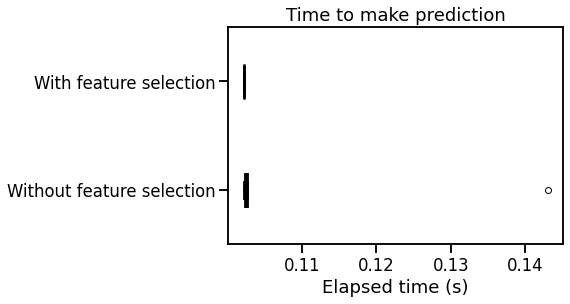 Time to make prediction
With feature selection
Without feature selection
0.11 0.12 0.13 0.14
Elapsed time (s)